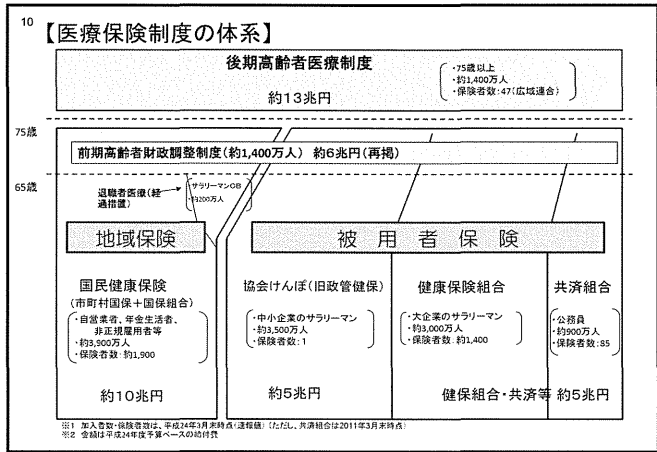 10
【医療保険制度の体系】
後期高齢者医療制度
約13兆円
・75歳以上
・約1,400万人
・保険者数:47(広域連合)
75歳
前期高齢者財政調整制度(約1,400万人) 約6兆円(再掲)
65歳
退職者医療(経過措置)
・サラリーマンOB
・約200万人
地域保険
被用者保険
国民健康保険
(市町村国保+国保組合)
・自営業者、年金生活者、
非正規雇用者等
・約3,900万人
・保険者数:約1,900
約10兆円
協会けんぽ(旧政管健保)
・中小企業のサラリーマン
・約3,500万人
・保険者数:1
約5兆円
健康保険組合
・大企業のサラリーマン
・約3,000万人
・保険者数:約1,400
共済組合
・公務員
・約900万人
・保険者数:85
健保組合・共済等 約5兆円
※1 加入者数・保険者数は、平成24年3月末時点(速報値)(ただし、共済組合は2011年3月末時点)
※2 金額は平成24年度予算ベースの給付費